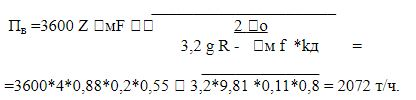 Пв =3600 Z □мF □□ 2 □о
3,2 g R - □м f *kд =
=3600*4*0,88*0,2*0,55 □ 3,2*9,81 *0,11*0,8 = 2072 т/ч.